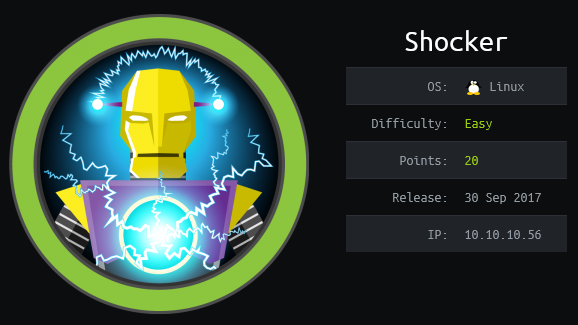 Shocker
OS: Linux
Difficulty: Easy
Points: 20
Release: 30 Sep 2017
IP: 10.10.10.56